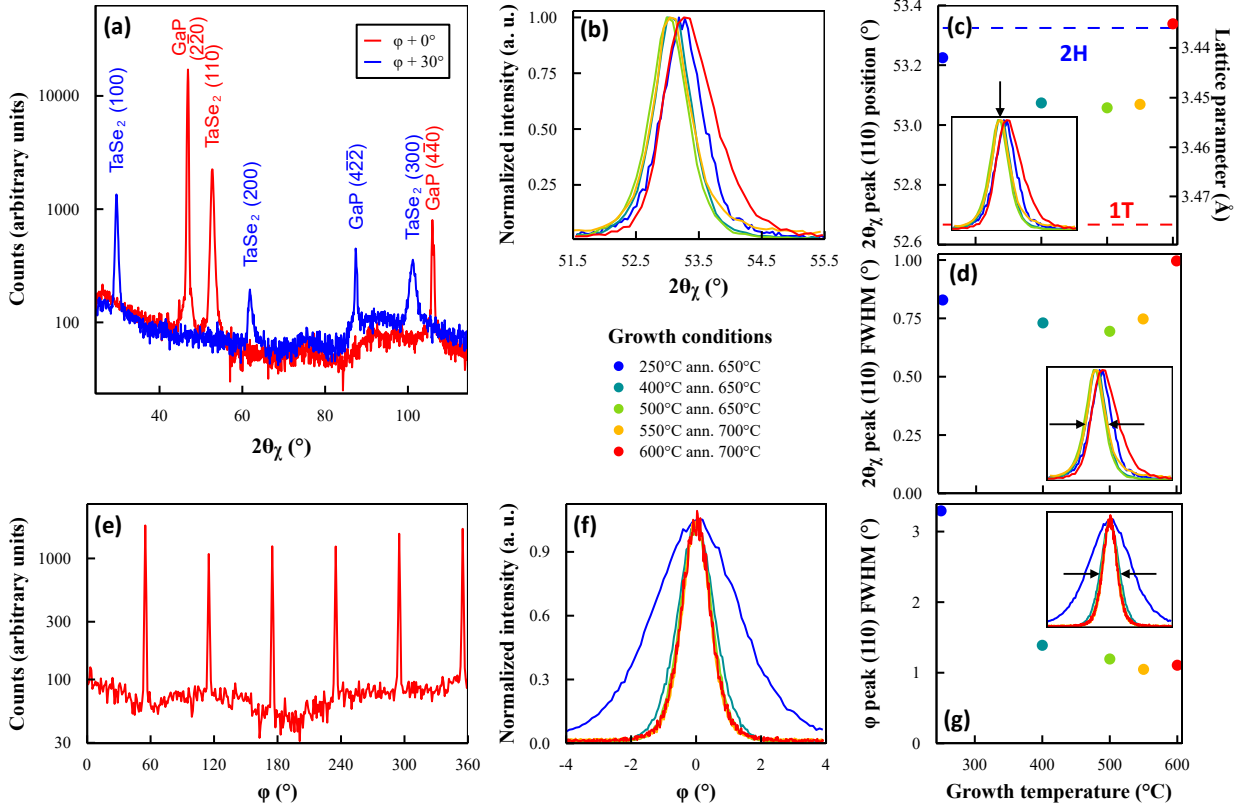 (a)
GaP (2̅20)
TaSe₂ (110)
TaSe₂ (100)
TaSe₂ (200)
GaP (42̅2̅)
TaSe₂ (300)
GaP (44̅0)
φ + 0°
φ + 30°
10000
1000
100
40
60
80
100
Counts (arbitrary units)
2θχ (°)
(b)
1.00
0.75
0.50
0.25
51.5
52.5
53.5
54.5
55.5
Normalized intensity (a. u.)
2θχ (°)
Growth conditions
250°C ann. 650°C
400°C ann. 650°C
500°C ann. 650°C
550°C ann. 700°C
600°C ann. 700°C
(c)
53.4
53.2
53.0
52.8
52.6
2H
1T
3.44
3.45
3.46
3.47
2θχ peak (110) position (°)
Lattice parameter (Å)
(d)
1.00
0.75
0.50
0.25
0.00
2θχ peak (110) FWHM (°)
(e)
1000
300
100
30
0
60
120
180
240
300
360
Counts (arbitrary units)
φ (°)
(f)
0.9
0.6
0.3
0.0
-4
-2
0
2
4
Normalized intensity (a. u.)
φ (°)
(g)
3
2
1
0
300
400
500
600
φ peak (110) FWHM (°)
Growth temperature (°C)